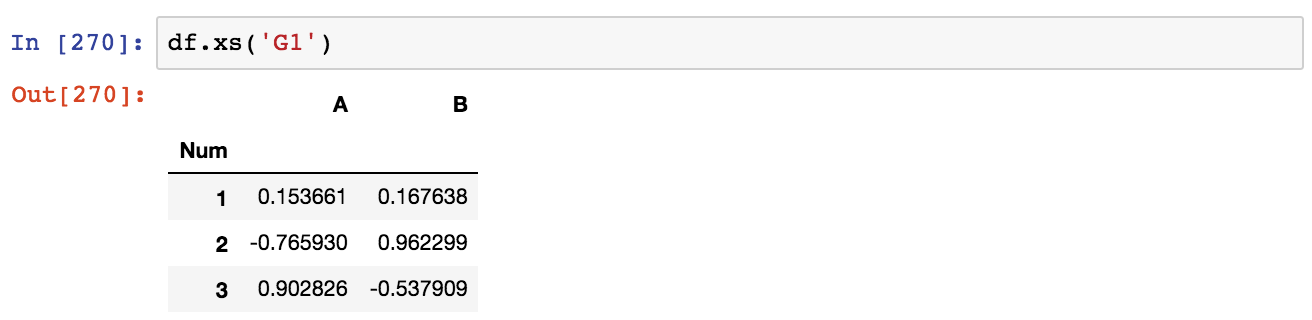 In [270]: df.xs('G1')
Out[270]:
A B
Num
1 0.153661 0.167638
2 -0.765930 0.962299
3 0.902826 -0.537909